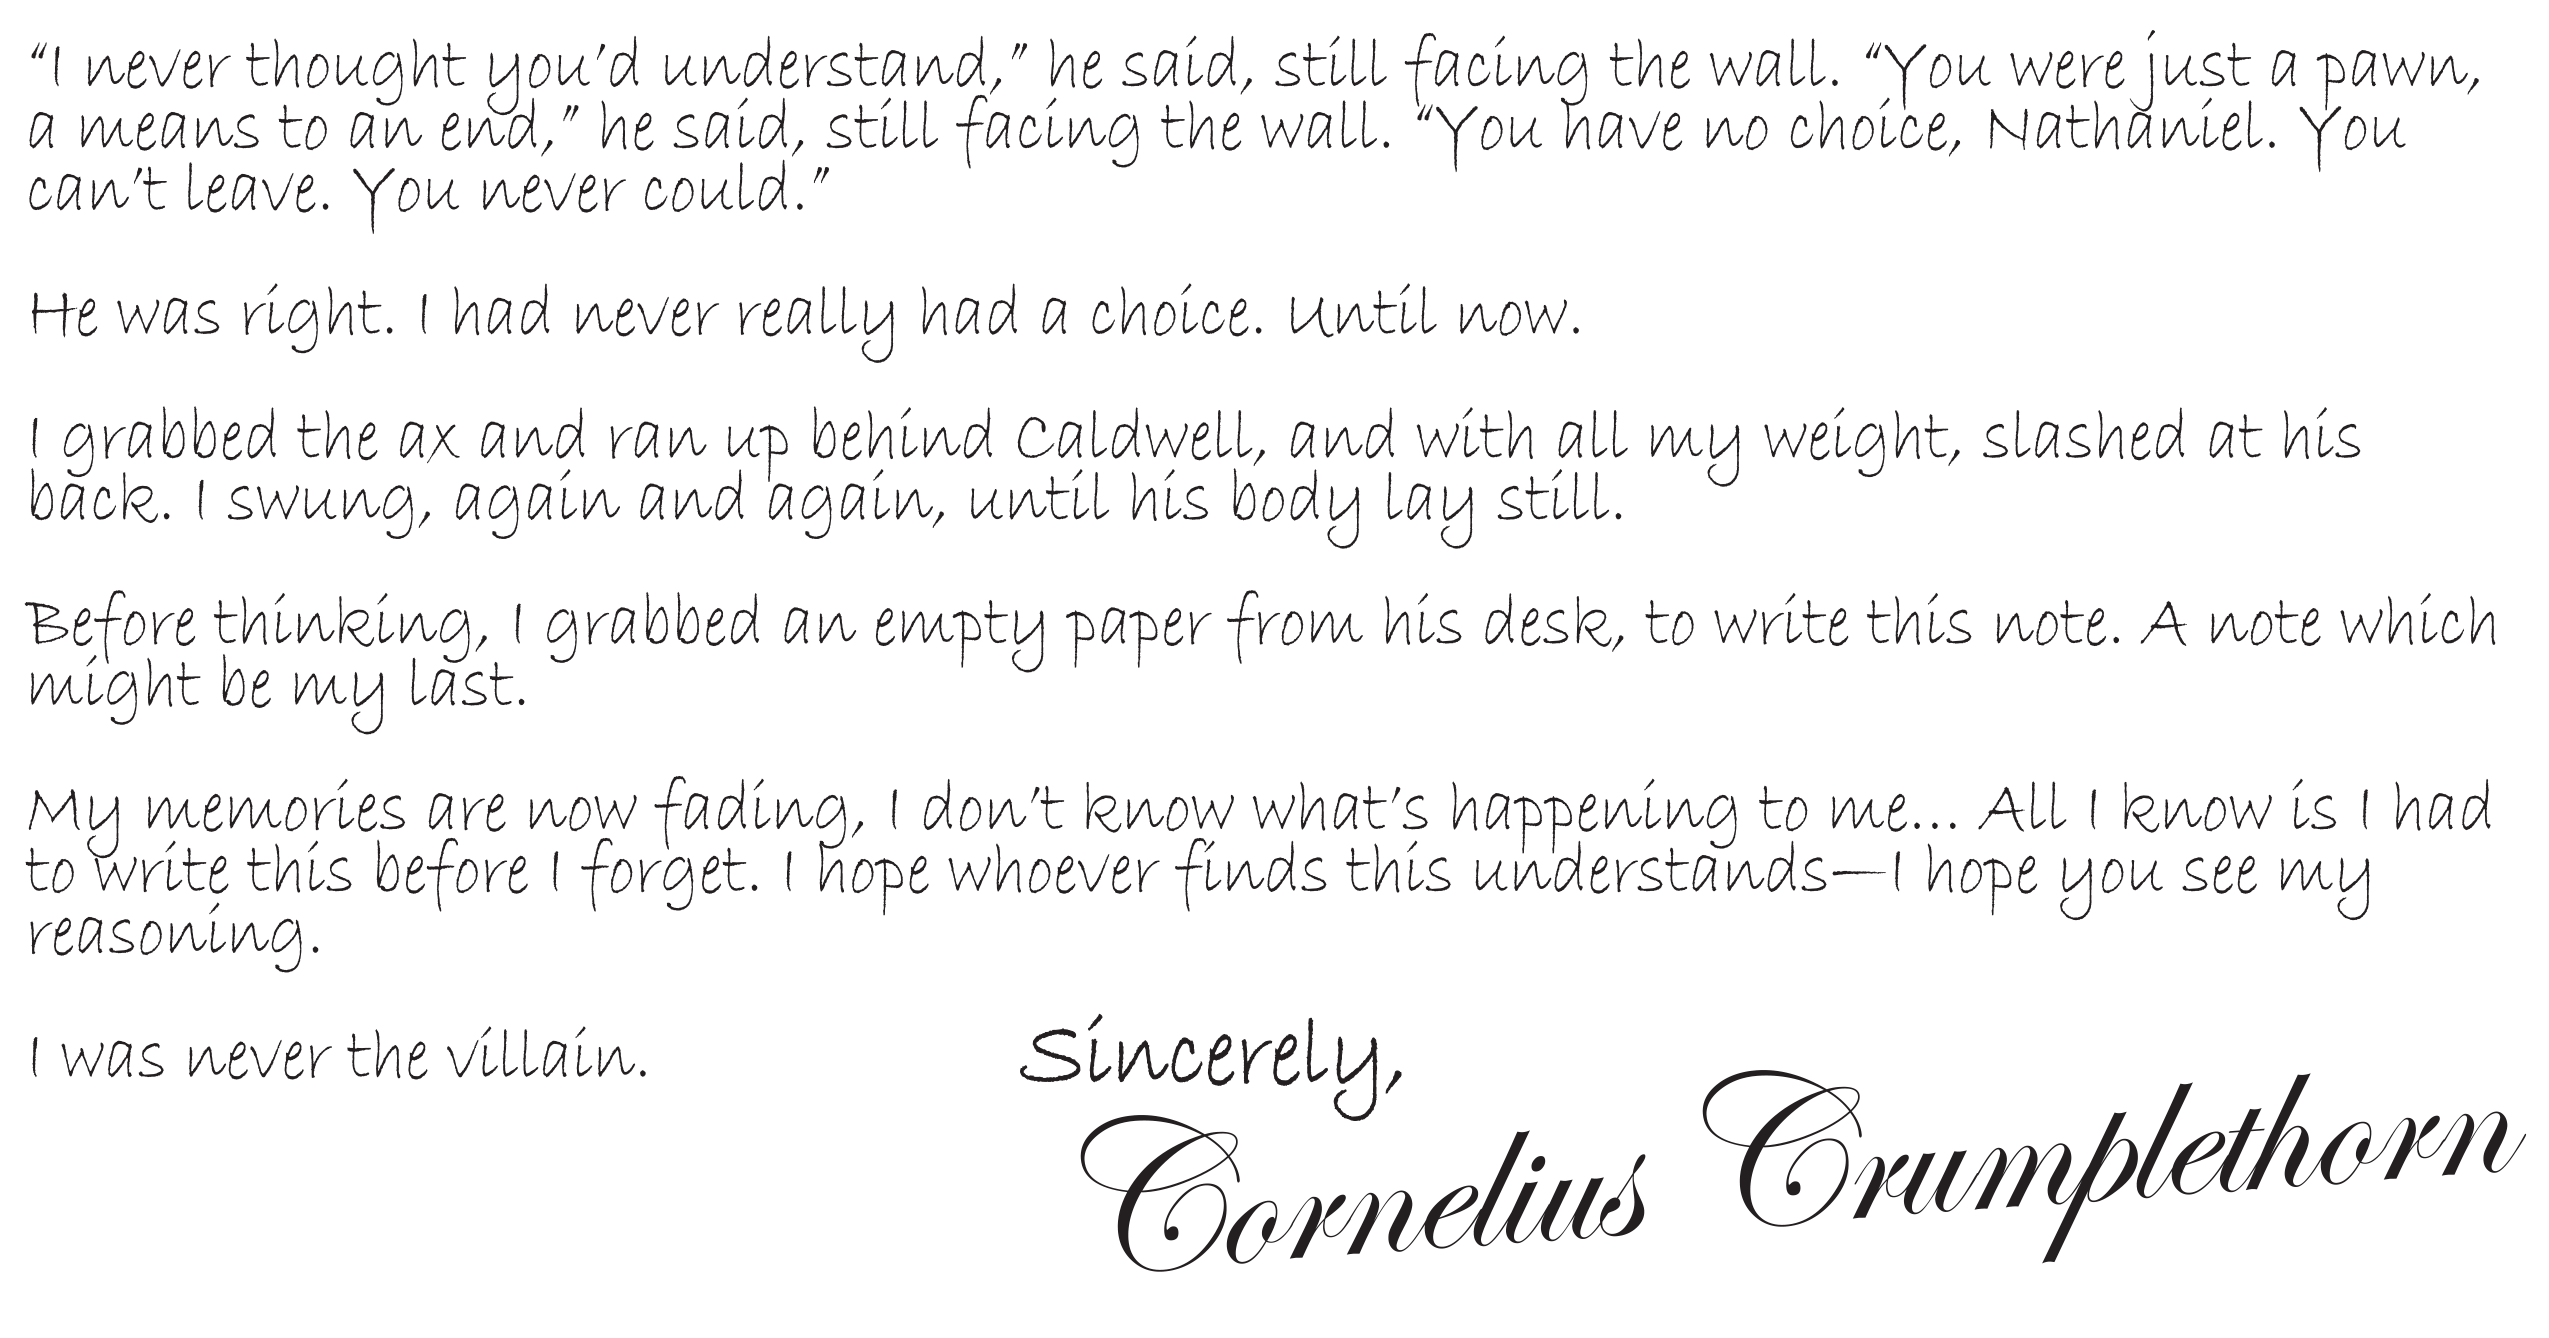 “I never thought you’d understand,” he said, still facing the wall. “You were just a pawn,
a means to an end,” he said, still facing the wall. “You have no choice, Nathaniel. You
can’t leave. You never could.”
He was right. I had never really had a choice. Until now.
I grabbed the ax and ran up behind Caldwell, and with all my weight, slashed at his
back. I swung, again and again, until his body lay still.
Before thinking, I grabbed an empty paper from his desk, to write this note. A note which
might be my last.
My memories are now fading, I don’t know what’s happening to me... All I know is I had
to write this before I forget. I hope whoever finds this understands—I hope you see my
reasoning.
I was never the villain.
Sincerely,
Cornelius Crumplethorn